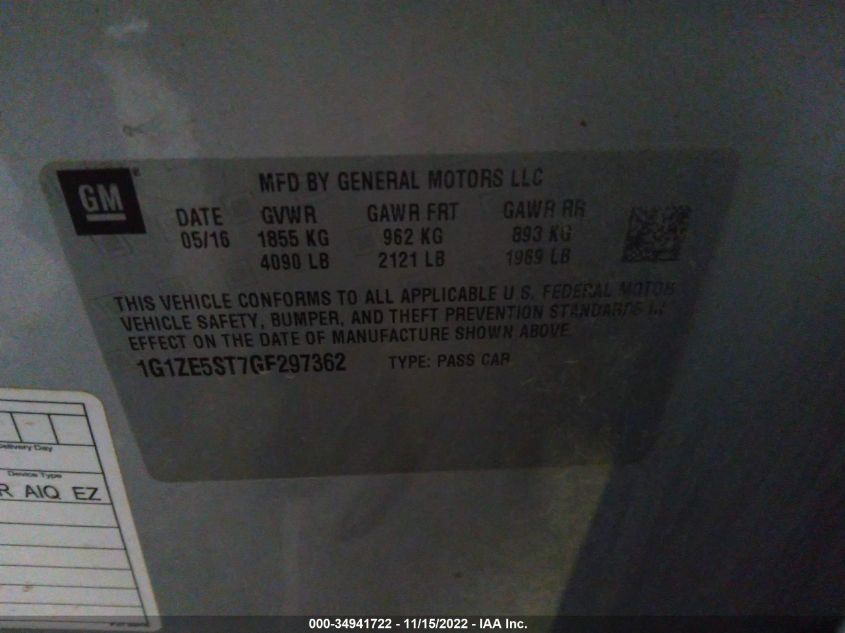 GM
MFD BY GENERAL MOTORS LLC
DATE GVWR GAWR FRT GAWR RR
05/16 1855 KG 962 KG 893 KG
4090 LB 2121 LB 1969 LB
THIS VEHICLE CONFORMS TO ALL APPLICABLE U.S. FEDERAL MOTOR
VEHICLE SAFETY, BUMPER, AND THEFT PREVENTION STANDARDS IN
EFFECT ON THE DATE OF MANUFACTURE SHOWN ABOVE.
1G1ZE5ST7GF297362 TYPE: PASS CAR
Delivery Day
Device Type
R AIQ EZ
000-34941722 - 11/15/2022 - IAA Inc.